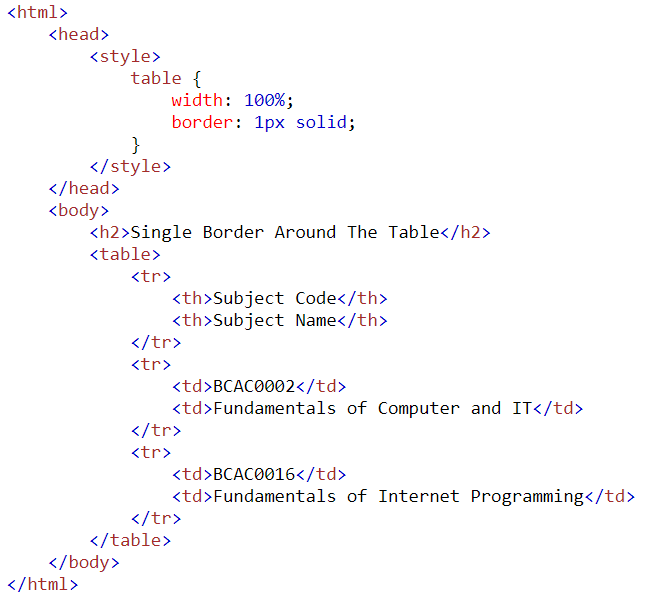 <html>
<head>
<style>
table {
width: 100%;
border: 1px solid;
}
</style>
</head>
<body>
<h2>Single Border Around The Table</h2>
<table>
<tr>
<th>Subject Code</th>
<th>Subject Name</th>
</tr>
<tr>
<td>BCAC0002</td>
<td>Fundamentals of Computer and IT</td>
</tr>
<tr>
<td>BCAC0016</td>
<td>Fundamentals of Internet Programming</td>
</tr>
</table>
</body>
</html>